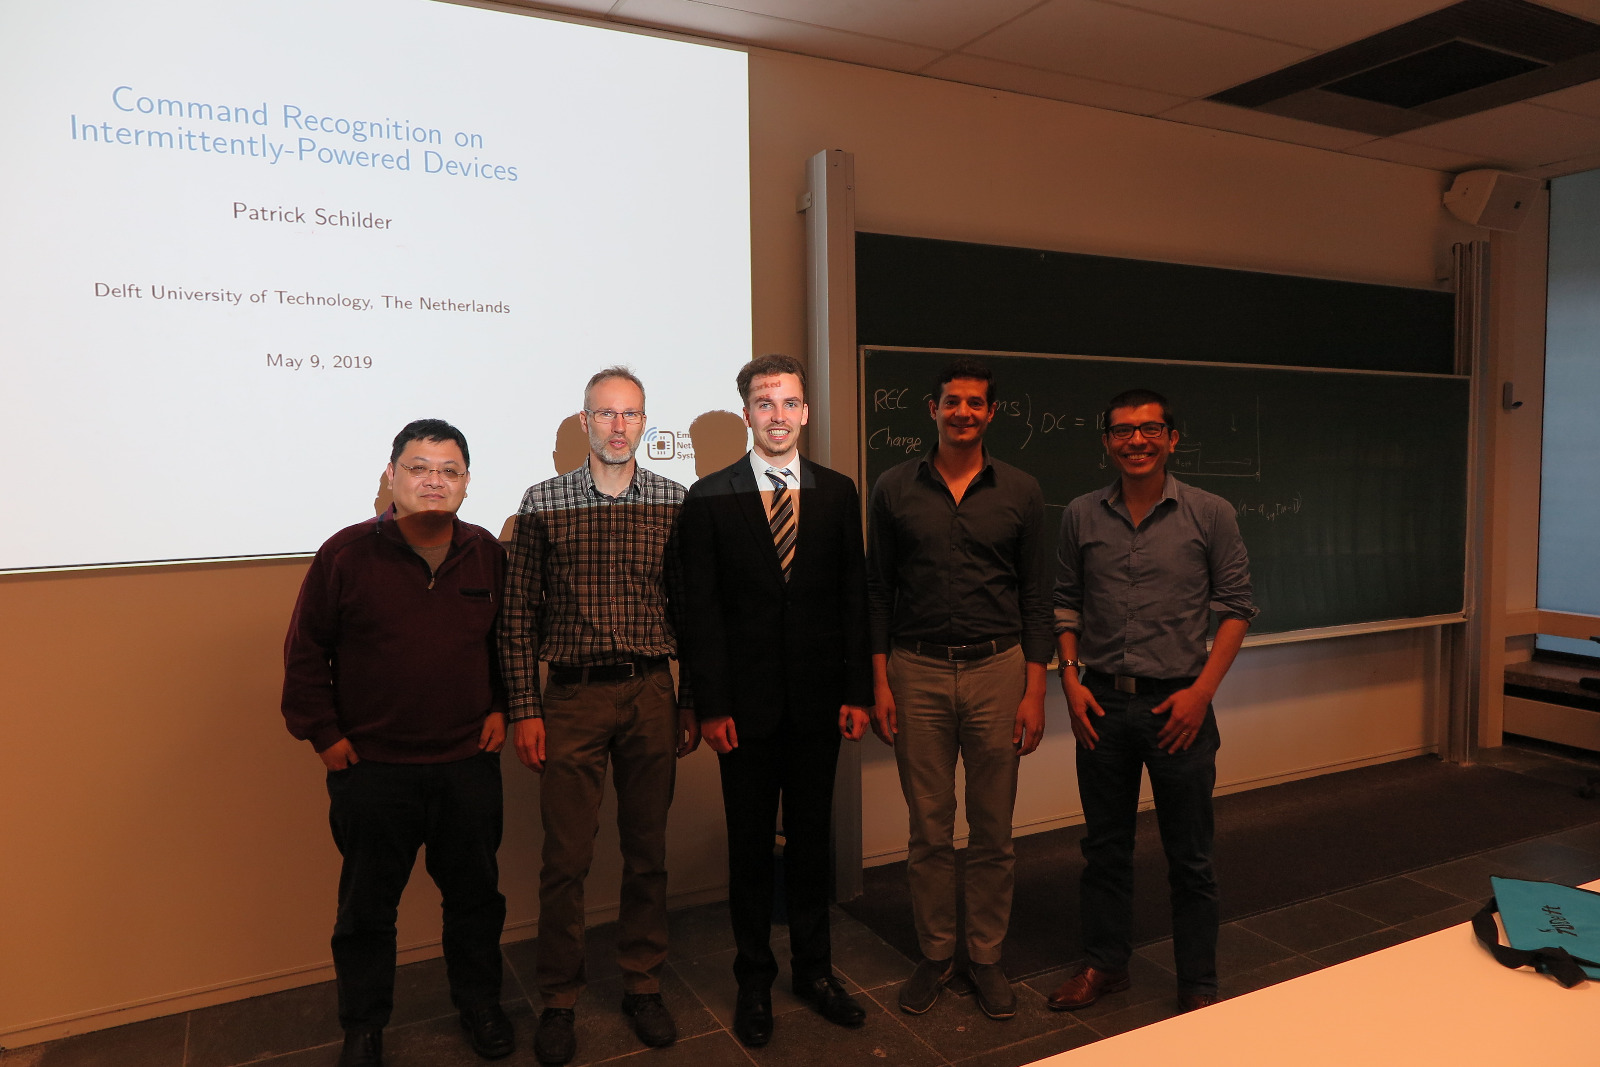 Command Recognition on
Intermittently-Powered Devices
Patrick Schilder
Delft University of Technology, The Netherlands
May 9, 2019
REC
Charge
DC =